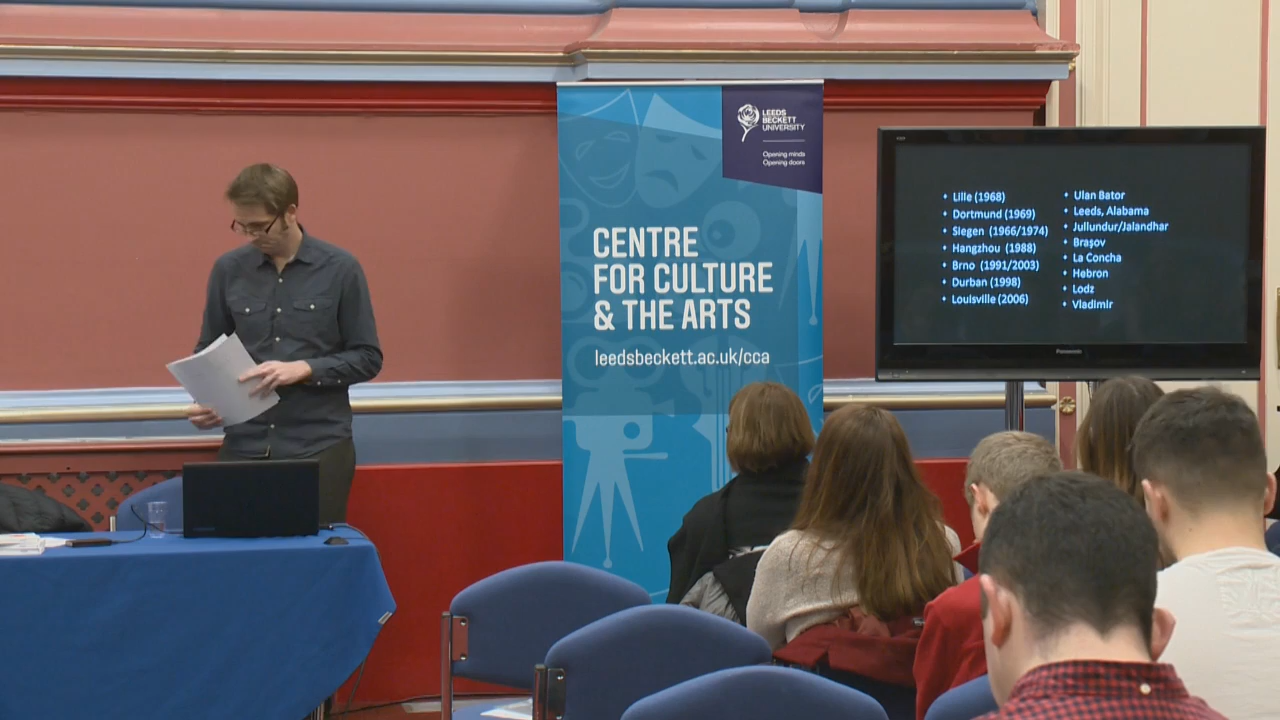 LEEDS
BECKETT
UNIVERSITY
Opening minds
Opening doors
CENTRE
FOR CULTURE
& THE ARTS
leedsbeckett.ac.uk/cca
• Lille (1968)
• Dortmund (1969)
• Siegen (1966/1974)
• Hangzhou (1988)
• Brno (1991/2003)
• Durban (1998)
• Louisville (2006)
• Ulan Bator
• Leeds, Alabama
• Jullundur/Jalandhar
• Braşov
• La Concha
• Hebron
• Lodz
• Vladimir
Panasonic